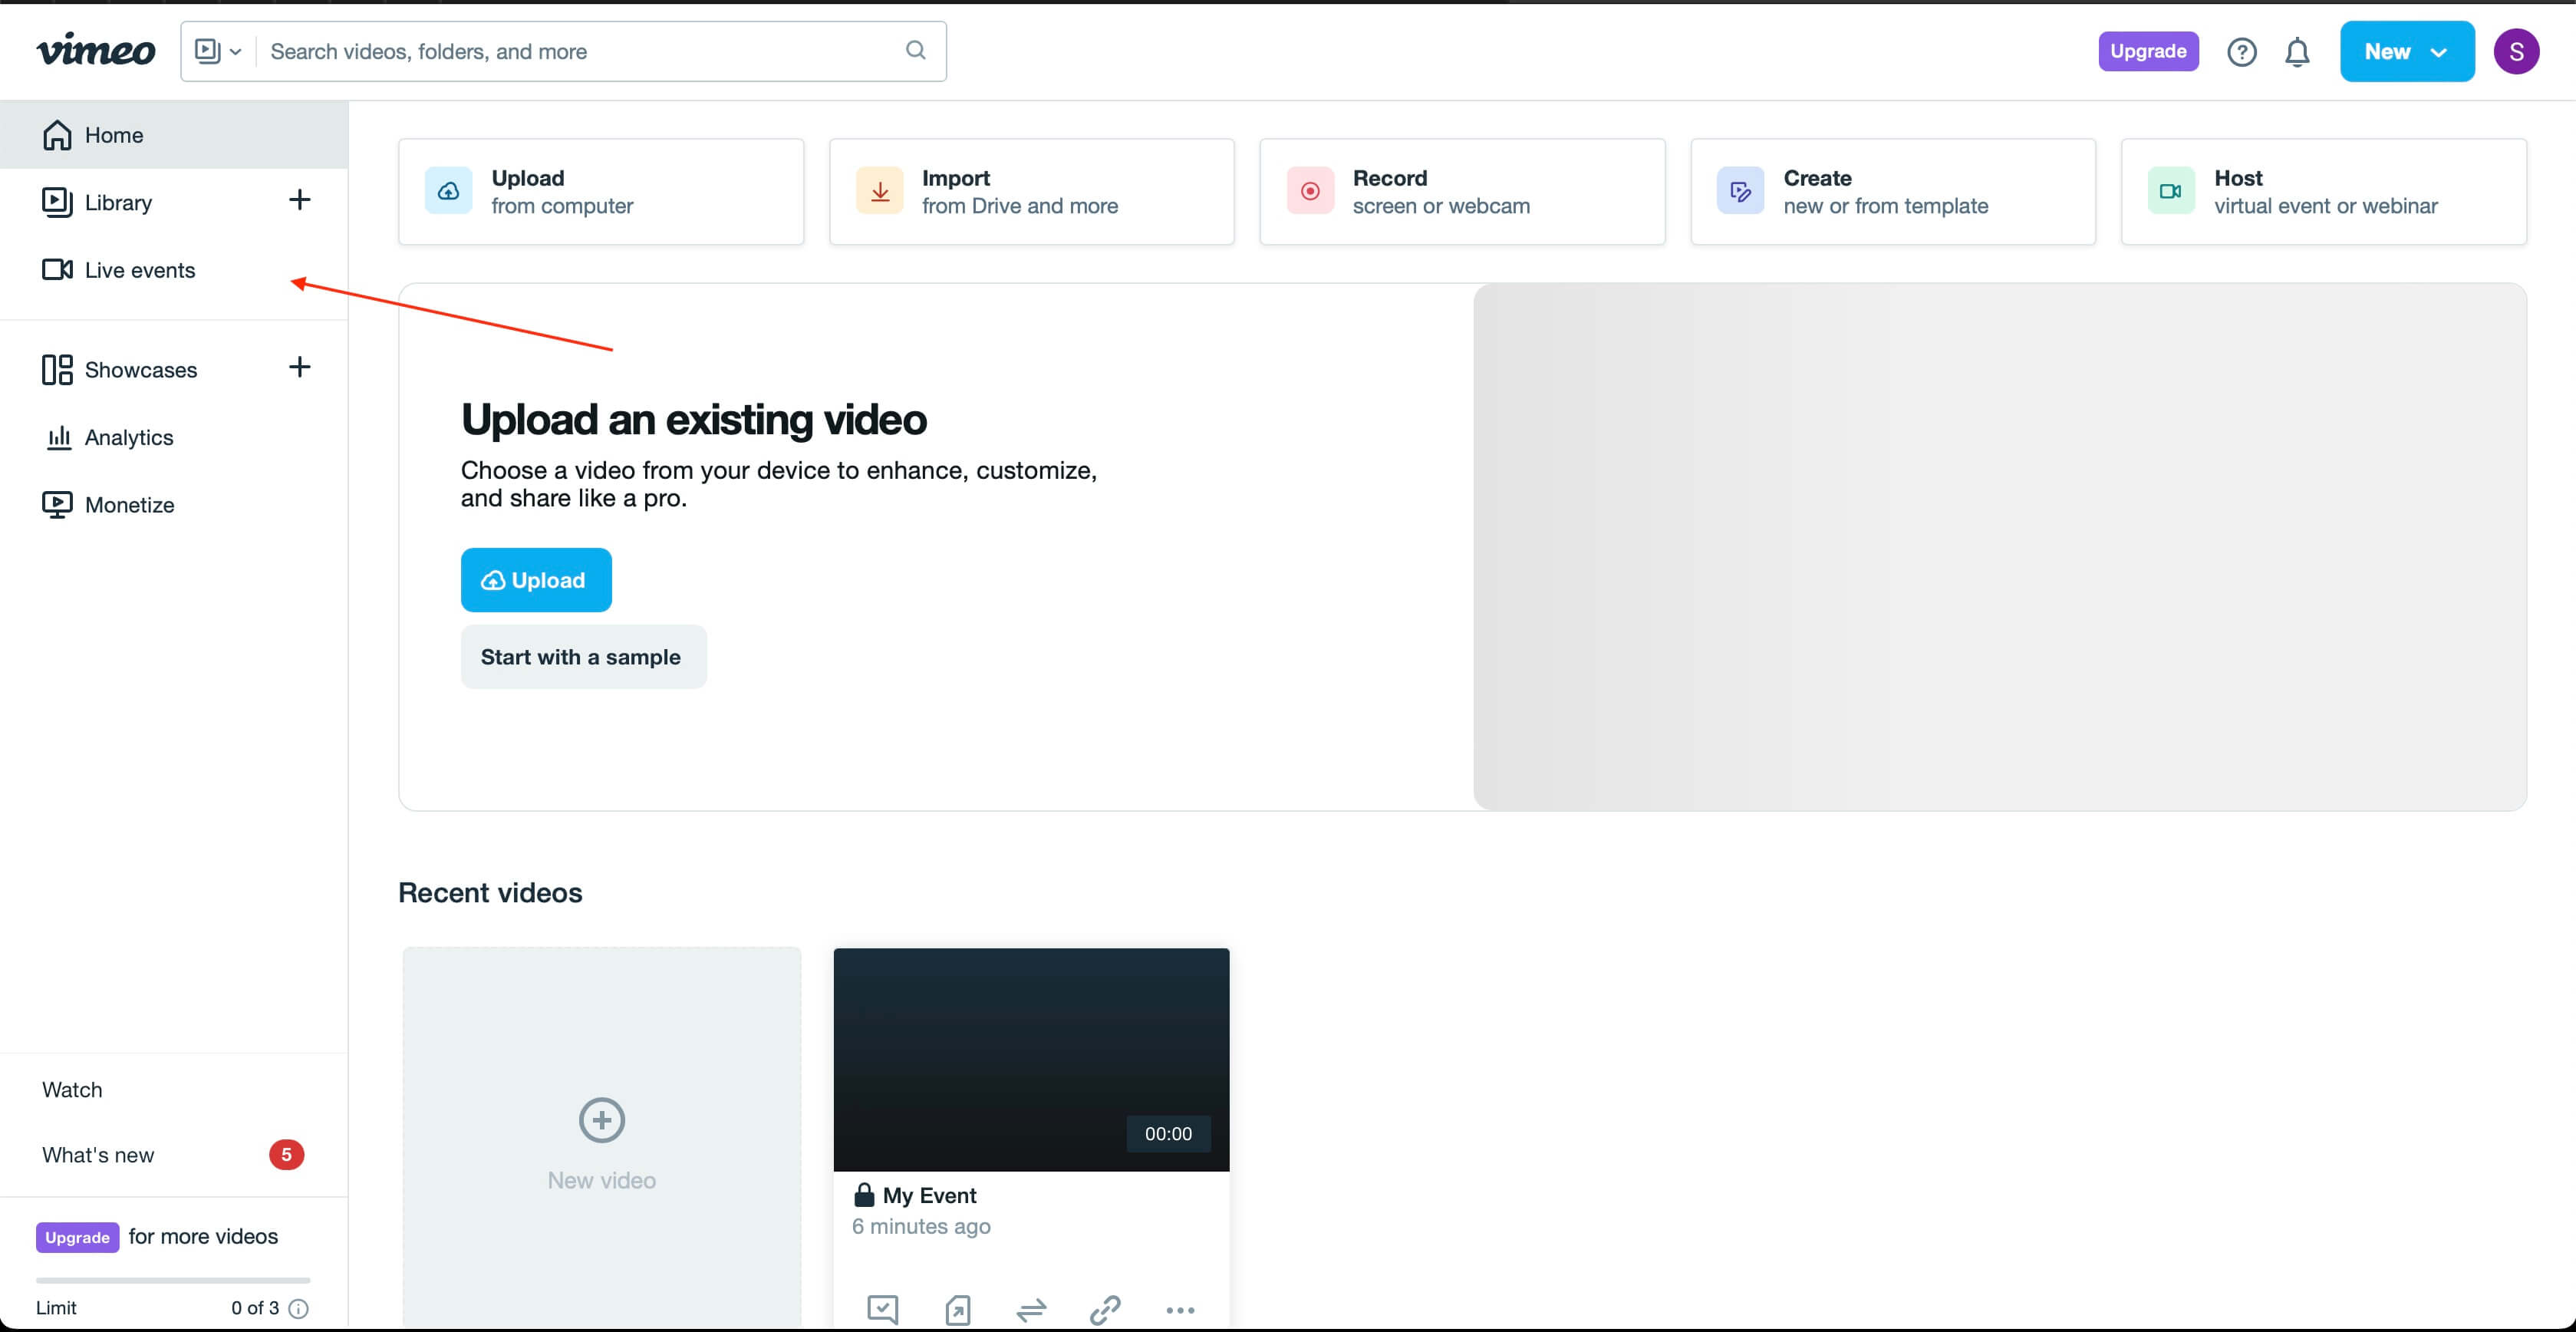 vimeo
Search videos, folders, and more
Upgrade
New
S
Home
Library
Live events
Showcases
Analytics
Monetize
Upload
from computer
Import
from Drive and more
Record
screen or webcam
Create
new or from template
Host
virtual event or webinar
Upload an existing video
Choose a video from your device to enhance, customize,
and share like a pro.
Upload
Start with a sample
Recent videos
New video
00:00
My Event
6 minutes ago
Watch
What's new
5
Upgrade for more videos
Limit 0 of 3